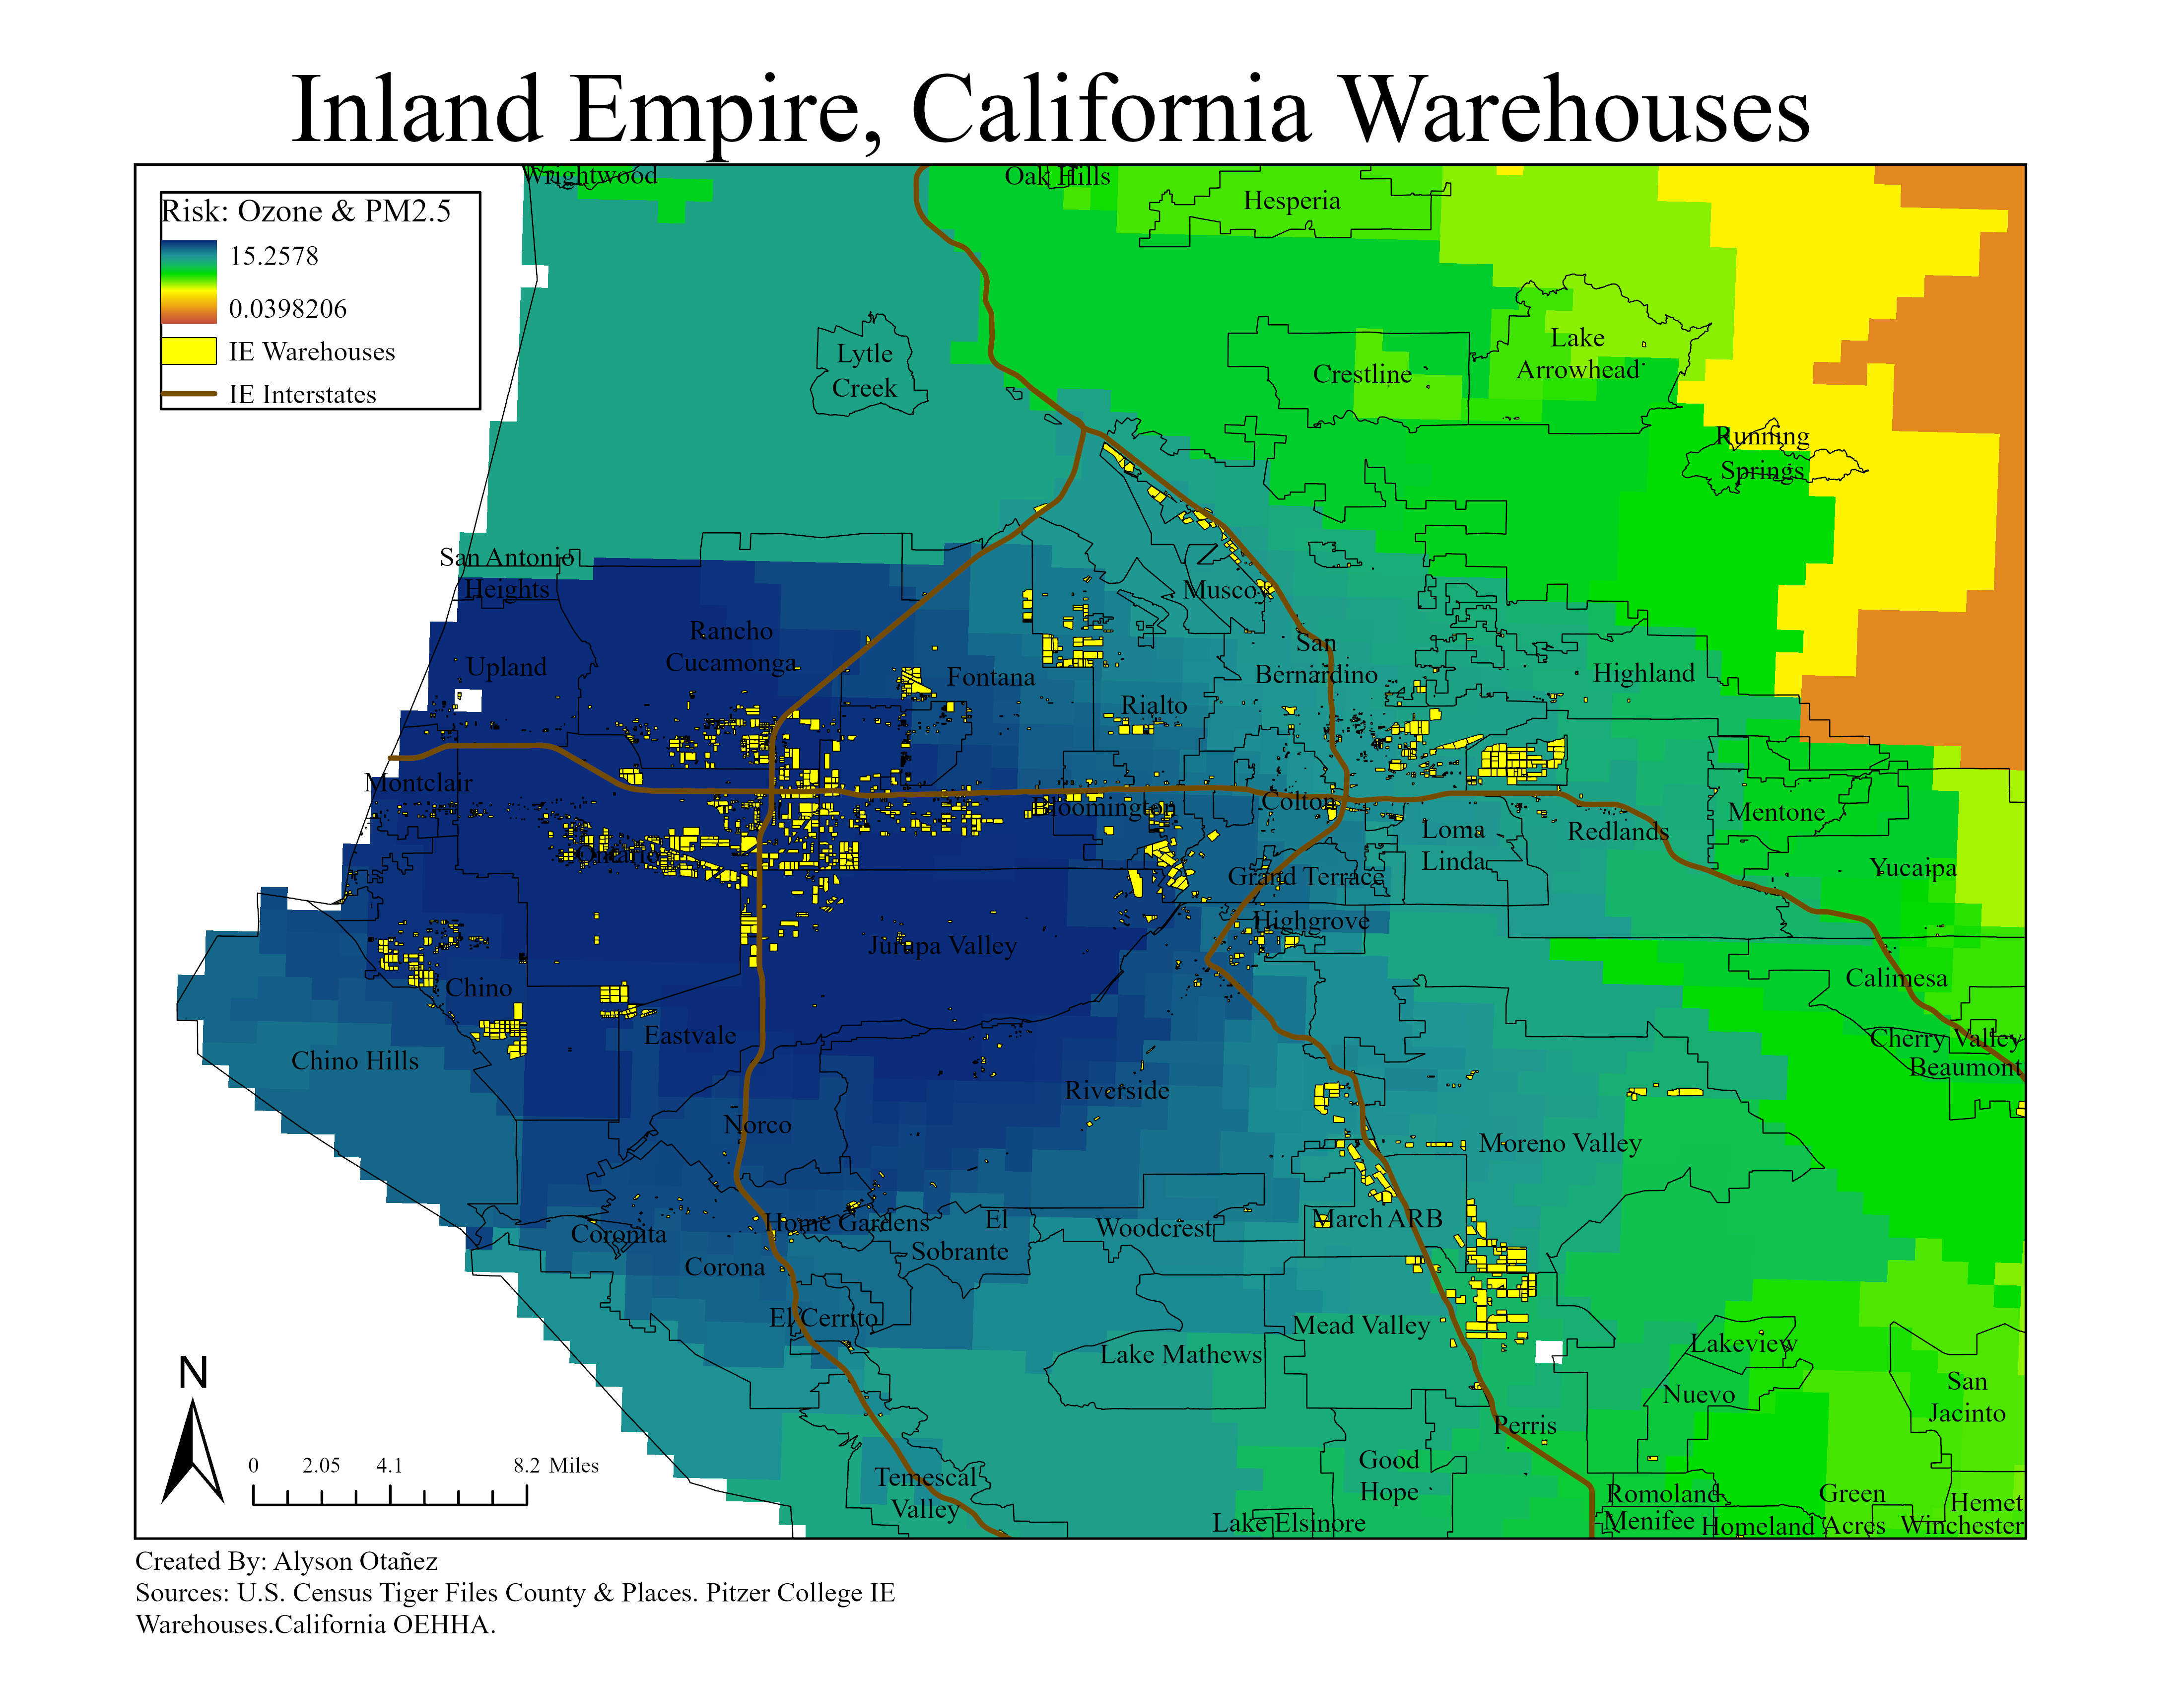 Inland Empire, California Warehouses
Risk: Ozone & PM2.5
15.2578
0.0398206
IE Warehouses
IE Interstates
Wrightwood
Oak Hills
Hesperia
Lytle
Creek
Crestline
Lake
Arrowhead
Running
Springs
San Antonio
Heights
Muscoy
Rancho
Cucamonga
Upland
Fontana
San
Bernardino
Highland
Rialto
Montclair
Bloomington
Colton
Mentone
Ontario
Loma
Linda
Redlands
Yucaipa
Grand Terrace
Highgrove
Jurupa Valley
Chino
Calimesa
Eastvale
Chino Hills
Cherry Valley
Beaumont
Riverside
Norco
Moreno Valley
Coronita
Home Gardens
El
Sobrante
Woodcrest
March ARB
Corona
El Cerrito
Mead Valley
Lake Mathews
Lakeview
Nuevo
San
Jacinto
Perris
Good
Hope
Temescal
Valley
Lake Elsinore
Romoland
Menifee
Homeland
Green
Acres
Hemet
Winchester
N
0 2.05 4.1 8.2 Miles
Created By: Alyson Otañez
Sources: U.S. Census Tiger Files County & Places. Pitzer College IE
Warehouses.California OEHHA.